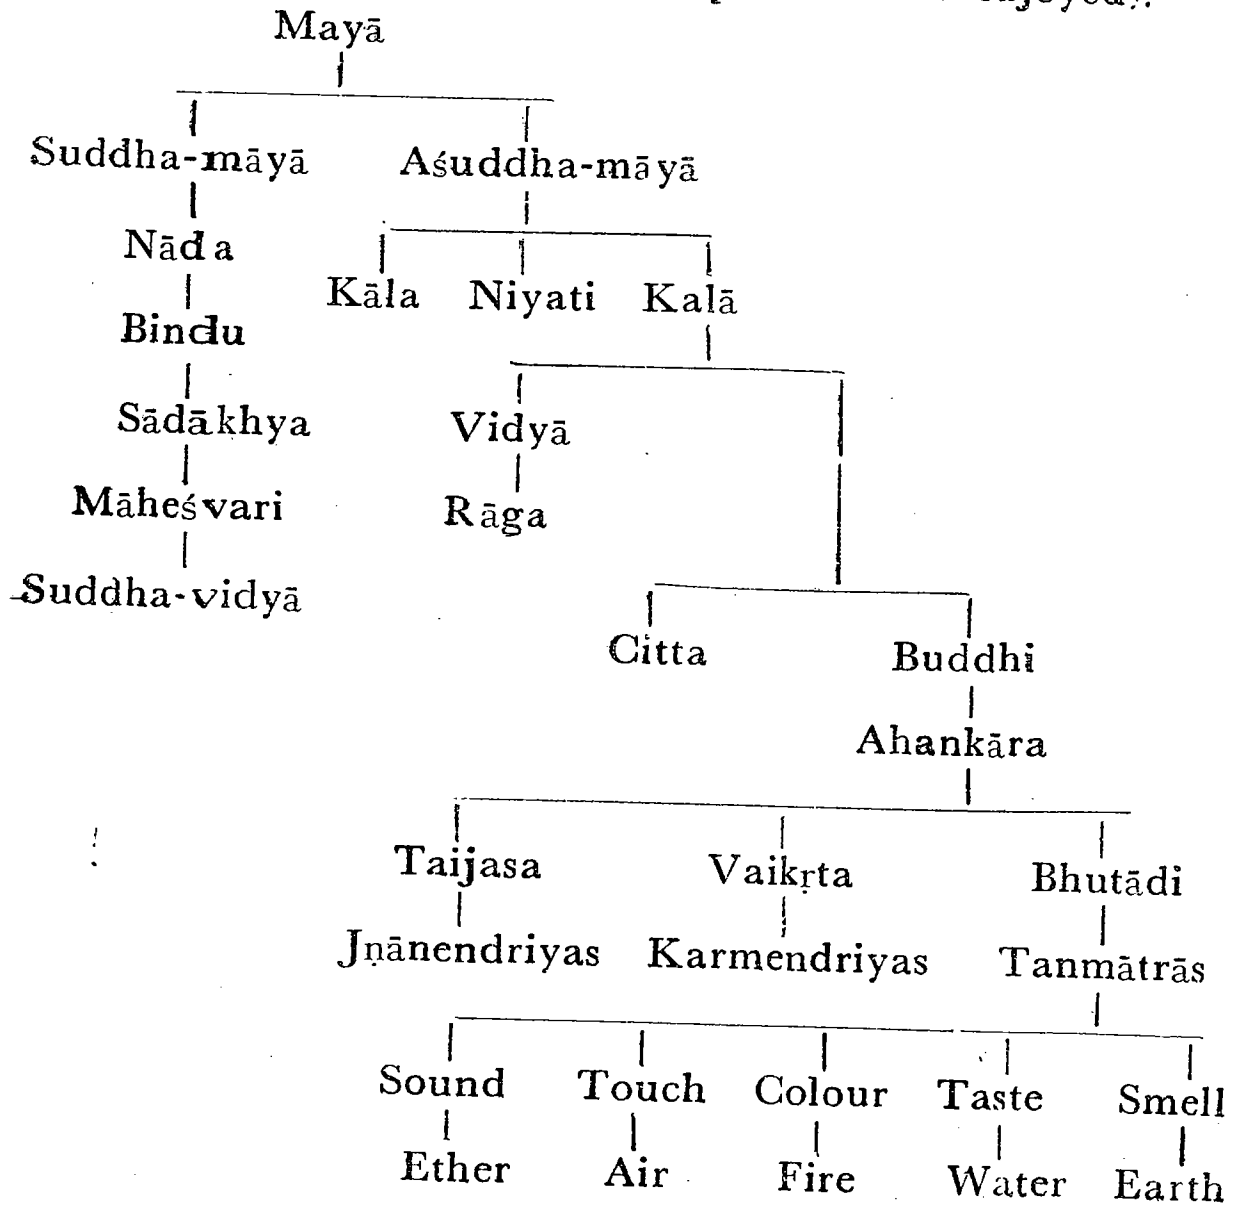 Mayā
Suddha-māyā Aśuddha-māyā
Nāda
Kāla Niyati Kalā
Bindu
Sādākhya Vidyā
Māheśvari Rāga
Suddha-vidyā
Citta Buddhi
Ahankāra
Taijasa Vaikṛta Bhutādi
Jṇānendriyas Karmendriyas Tanmātrās
Sound Touch Colour Taste Smell
Ether Air Fire Water Earth